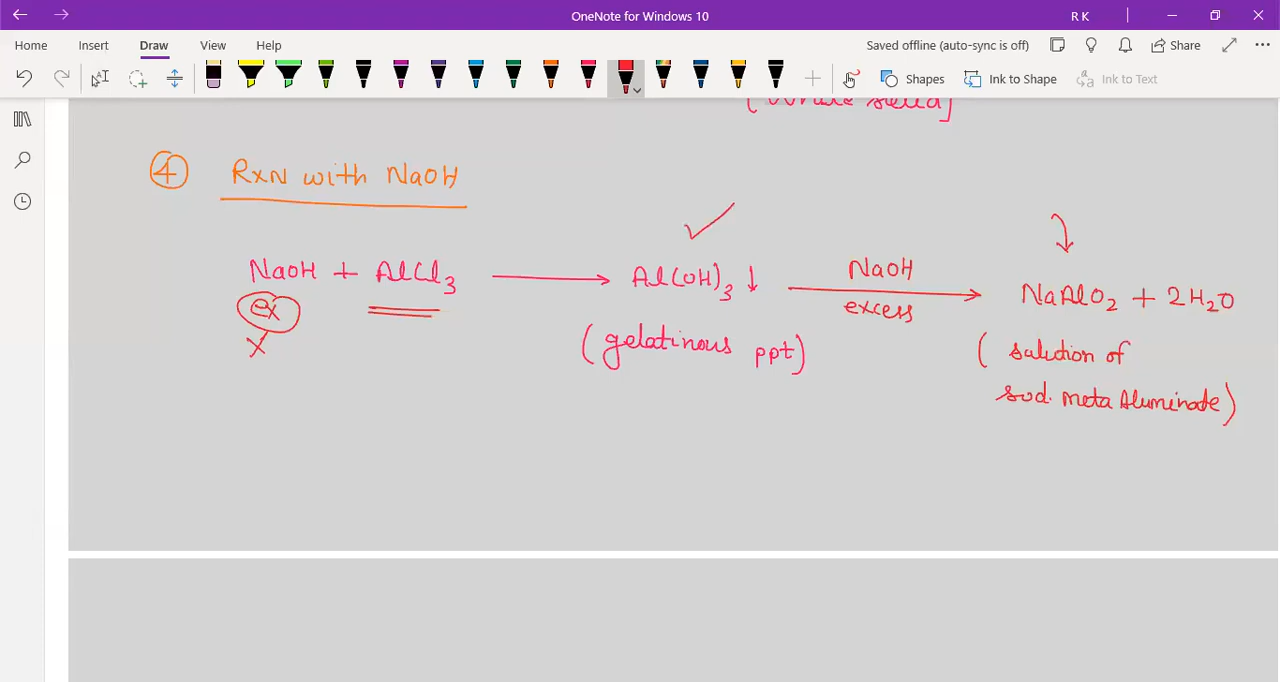 OneNote for Windows 10
R K
Home Insert Draw View Help
Saved offline (auto-sync is off) Share
Shapes Ink to Shape Ink to Text
[White solid]
4 RxN with NaOH
NaOH + AlCl3 → Al(OH)3 ↓ NaOH excess → NaAlO2 + 2H2O
ex
x
(gelatinous ppt)
(solution of
sod. meta Aluminate)